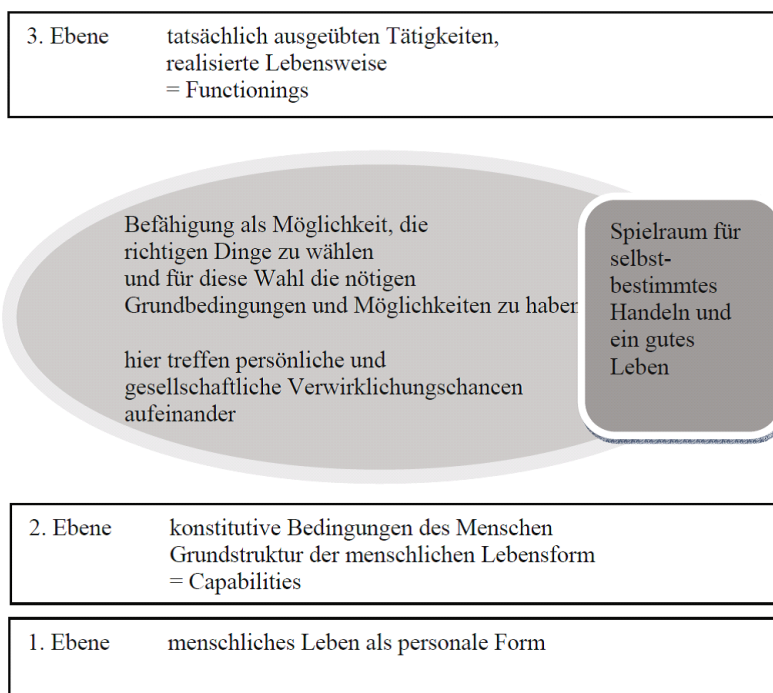 3. Ebene tatsächlich ausgeübten Tätigkeiten,
realisierte Lebensweise
= Functionings
Befähigung als Möglichkeit, die
richtigen Dinge zu wählen
und für diese Wahl die nötigen
Grundbedingungen und Möglichkeiten zu haben
hier treffen persönliche und
gesellschaftliche Verwirklichungschancen
aufeinander
Spielraum für
selbst-
bestimmtes
Handeln und
ein gutes
Leben
2. Ebene konstitutive Bedingungen des Menschen
Grundstruktur der menschlichen Lebensform
= Capabilities
1. Ebene menschliches Leben als personale Form